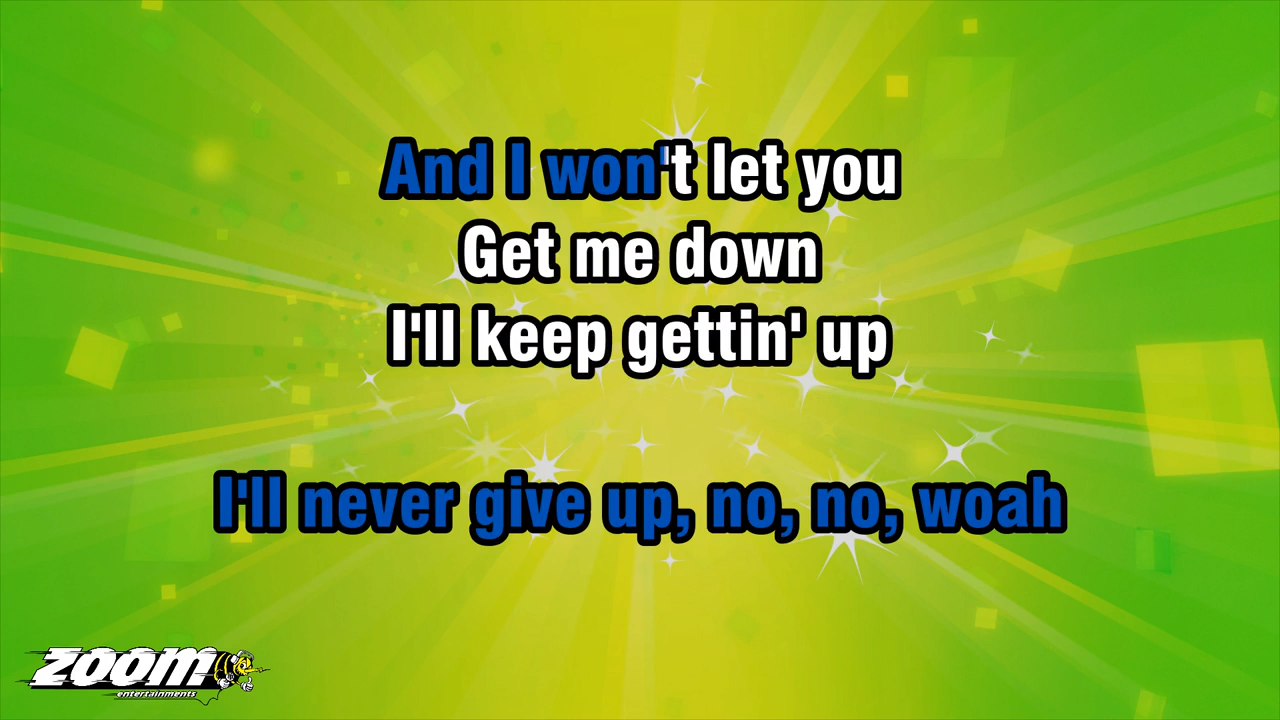 And I won't let you
Get me down
I'll keep gettin' up
I'll never give up, no, no, woah
zoom
entertainments